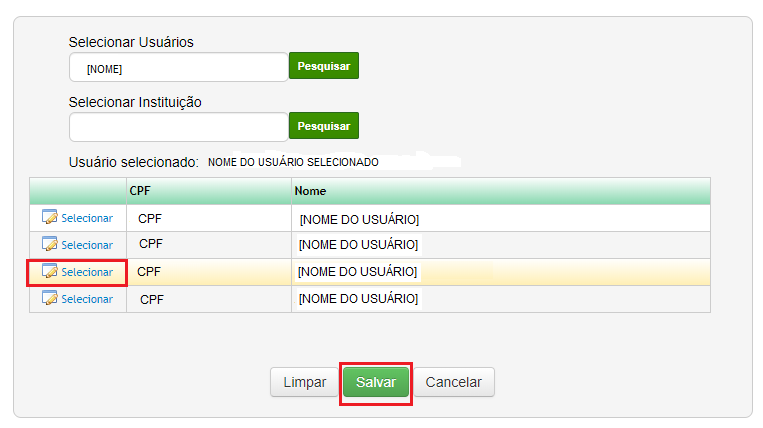 Selecionar Usuários
[NOME] Pesquisar
Selecionar Instituição
Pesquisar
Usuário selecionado: NOME DO USUÁRIO SELECIONADO
CPF Nome
Selecionar CPF [NOME DO USUÁRIO]
Selecionar CPF [NOME DO USUÁRIO]
Selecionar CPF [NOME DO USUÁRIO]
Selecionar CPF [NOME DO USUÁRIO]
Limpar Salvar Cancelar